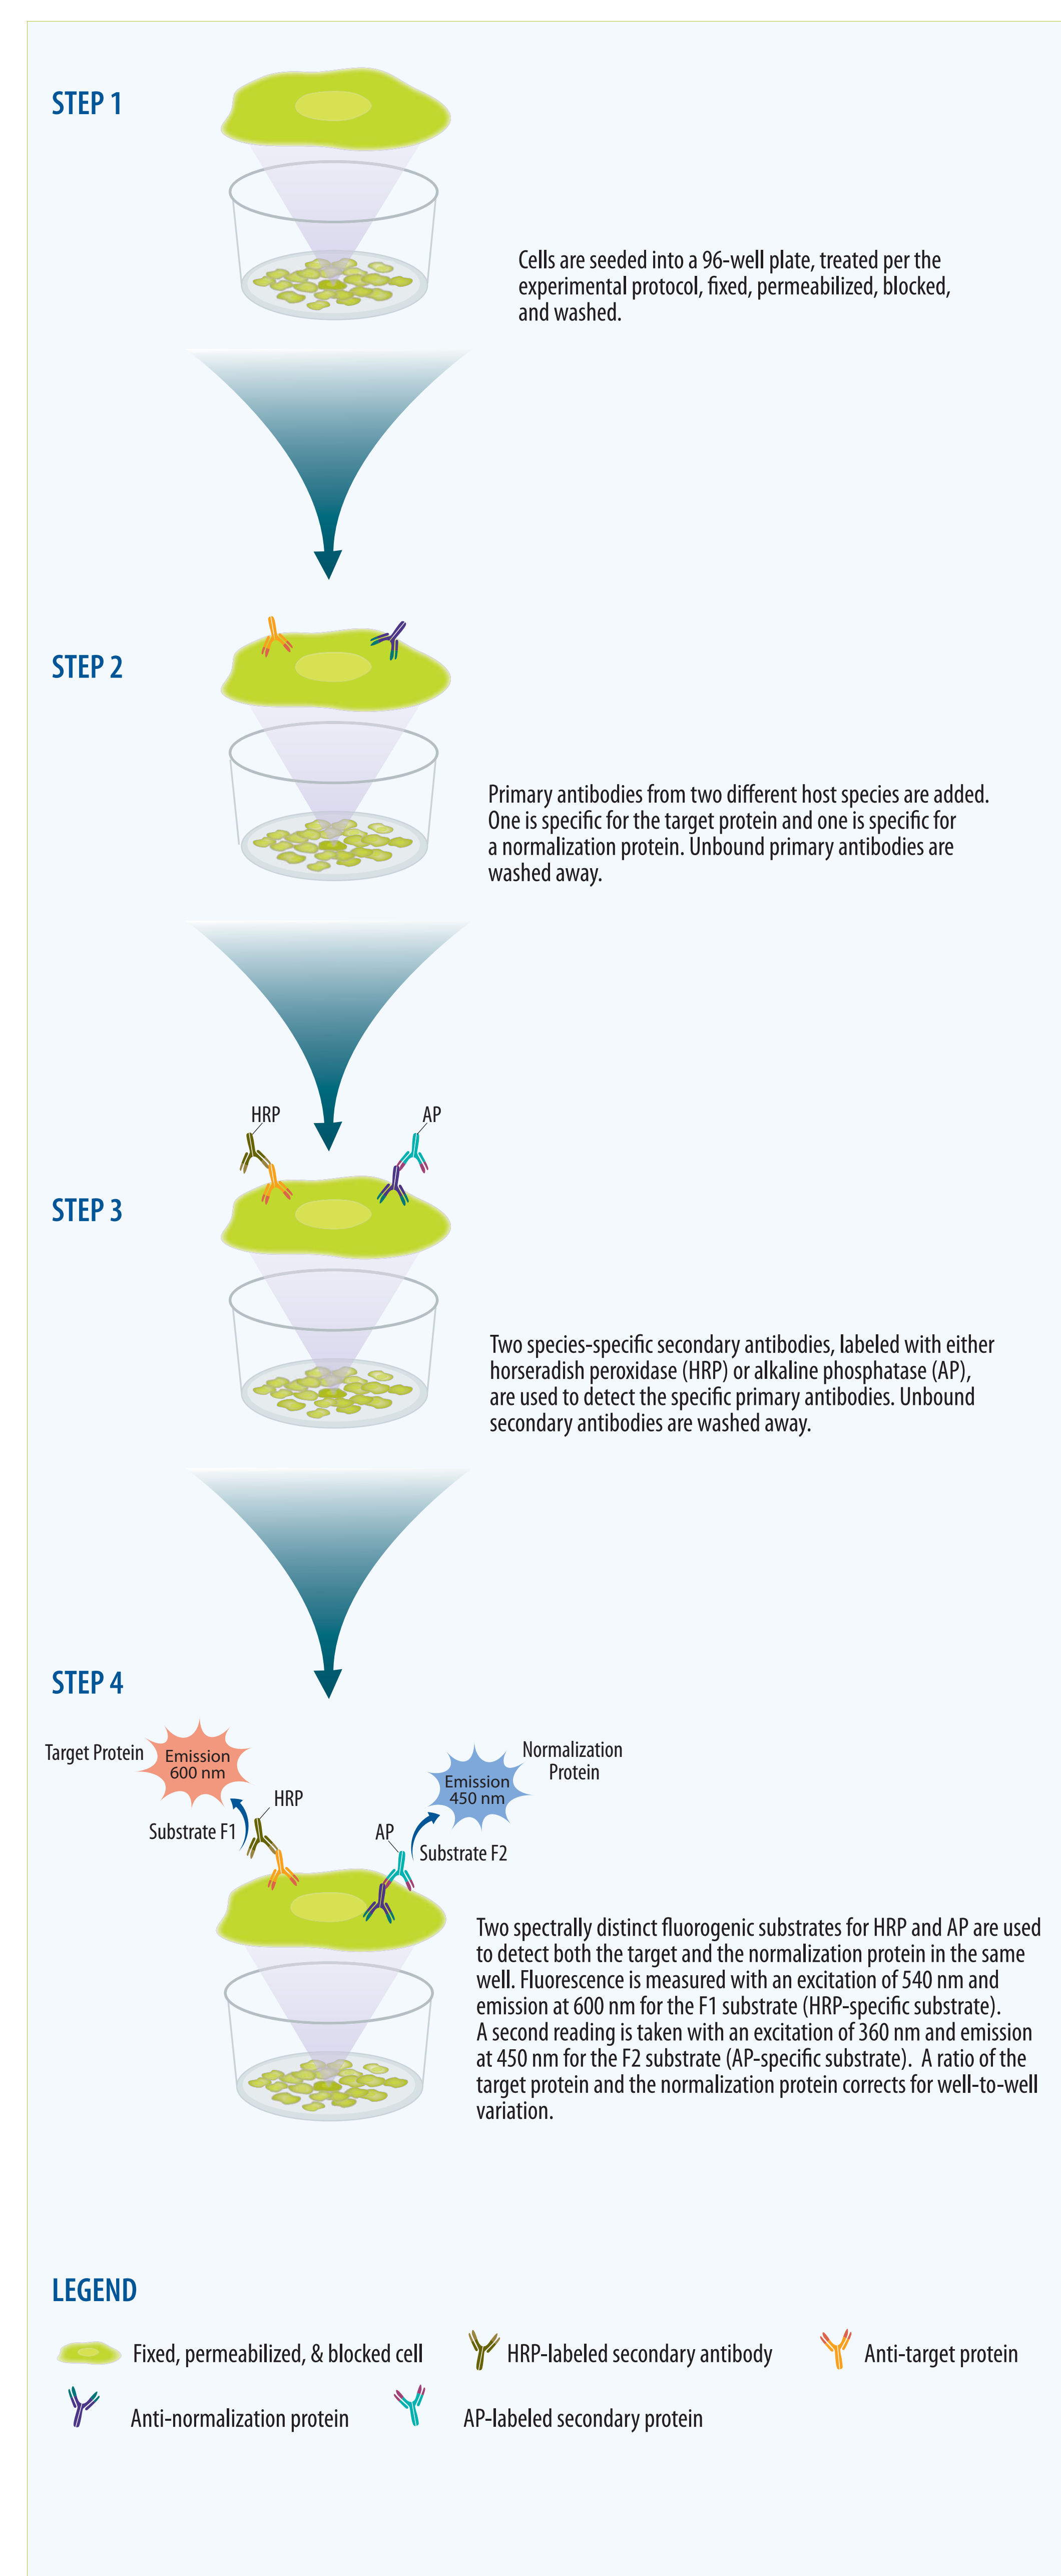 STEP 1
Cells are seeded into a 96-well plate, treated per the
experimental protocol, fixed, permeabilized, blocked,
and washed.
STEP 2
Primary antibodies from two different host species are added.
One is specific for the target protein and one is specific for
a normalization protein. Unbound primary antibodies are
washed away.
HRP
AP
STEP 3
Two species-specific secondary antibodies, labeled with either
horseradish peroxidase (HRP) or alkaline phosphatase (AP),
are used to detect the specific primary antibodies. Unbound
secondary antibodies are washed away.
STEP 4
Target Protein
Emission
600 nm
Normalization
Protein
Emission
450 nm
HRP
Substrate F1
AP
Substrate F2
Two spectrally distinct fluorogenic substrates for HRP and AP are used
to detect both the target and the normalization protein in the same
well. Fluorescence is measured with an excitation of 540 nm and
emission at 600 nm for the F1 substrate (HRP-specific substrate).
A second reading is taken with an excitation of 360 nm and emission
at 450 nm for the F2 substrate (AP-specific substrate).  A ratio of the
target protein and the normalization protein corrects for well-to-well
variation.
LEGEND
Fixed, permeabilized, & blocked cell
HRP-labeled secondary antibody
Anti-target protein
Anti-normalization protein
AP-labeled secondary protein